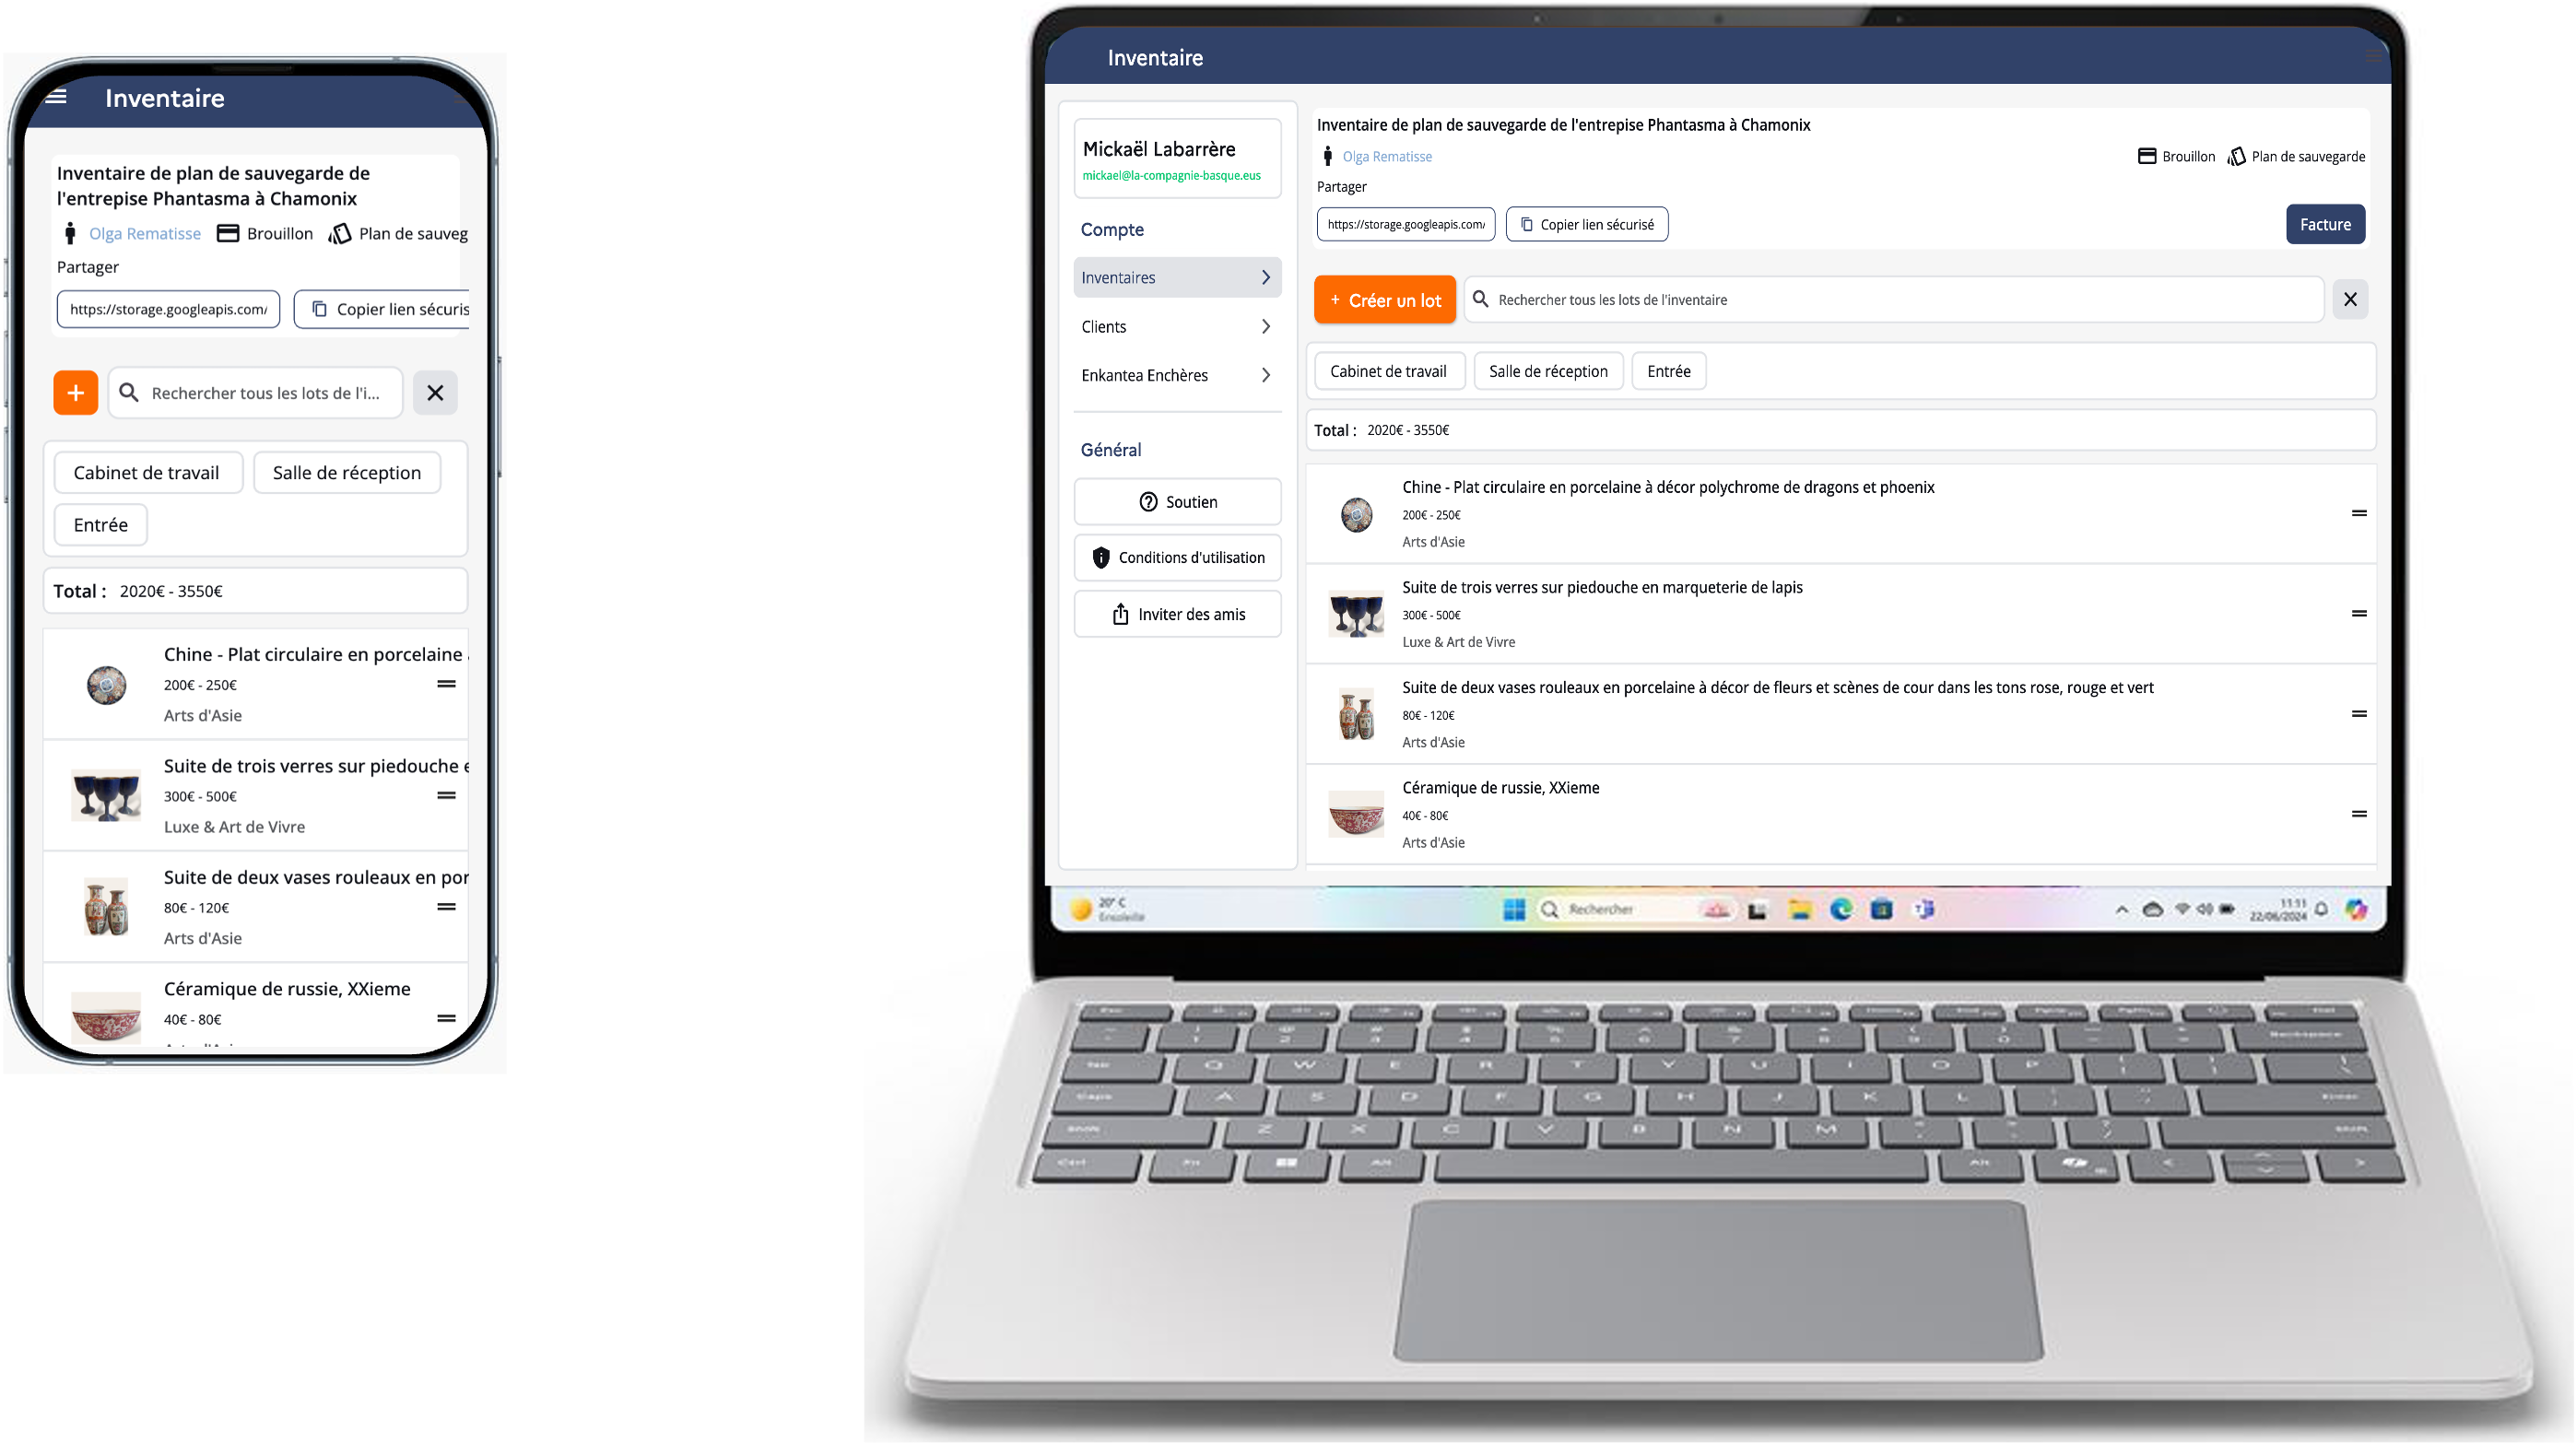 Inventaire
Inventaire de plan de sauvegarde de
l'entrepise Phantasma à Chamonix
Olga Rematisse Brouillon Plan de sauveg
Partager
https://storage.googleapis.com/ Copier lien sécuris
+ Rechercher tous les lots de l'i...
Cabinet de travail Salle de réception
Entrée
Total : 2020€ - 3550€
Chine - Plat circulaire en porcelaine
200€ - 250€
Arts d'Asie
Suite de trois verres sur piedouche e
300€ - 500€
Luxe & Art de Vivre
Suite de deux vases rouleaux en por
80€ - 120€
Arts d'Asie
Céramique de russie, XXieme
40€ - 80€
Inventaire
Mickaël Labarrère
mickael@la-compagnie-basque.eus
Compte
Inventaires
Clients
Enkantea Enchères
Général
Soutien
Conditions d'utilisation
Inviter des amis
Inventaire de plan de sauvegarde de l'entrepise Phantasma à Chamonix
Olga Rematisse Brouillon Plan de sauvegarde
Partager
https://storage.googleapis.com/ Copier lien sécurisé Facture
+ Créer un lot Rechercher tous les lots de l'inventaire
Cabinet de travail Salle de réception Entrée
Total : 2020€ - 3550€
Chine - Plat circulaire en porcelaine à décor polychrome de dragons et phoenix
200€ - 250€
Arts d'Asie
Suite de trois verres sur piedouche en marqueterie de lapis
300€ - 500€
Luxe & Art de Vivre
Suite de deux vases rouleaux en porcelaine à décor de fleurs et scènes de cour dans les tons rose, rouge et vert
80€ - 120€
Arts d'Asie
Céramique de russie, XXieme
40€ - 80€
Arts d'Asie
20° C
Ensoleillé
Rechercher
11:11
22/06/2024
Q W E R T Y U I O P
Caps A S D F G H J K L Enter
Shift Z X C V B N M Shift
Ctrl Fn Alt Alt